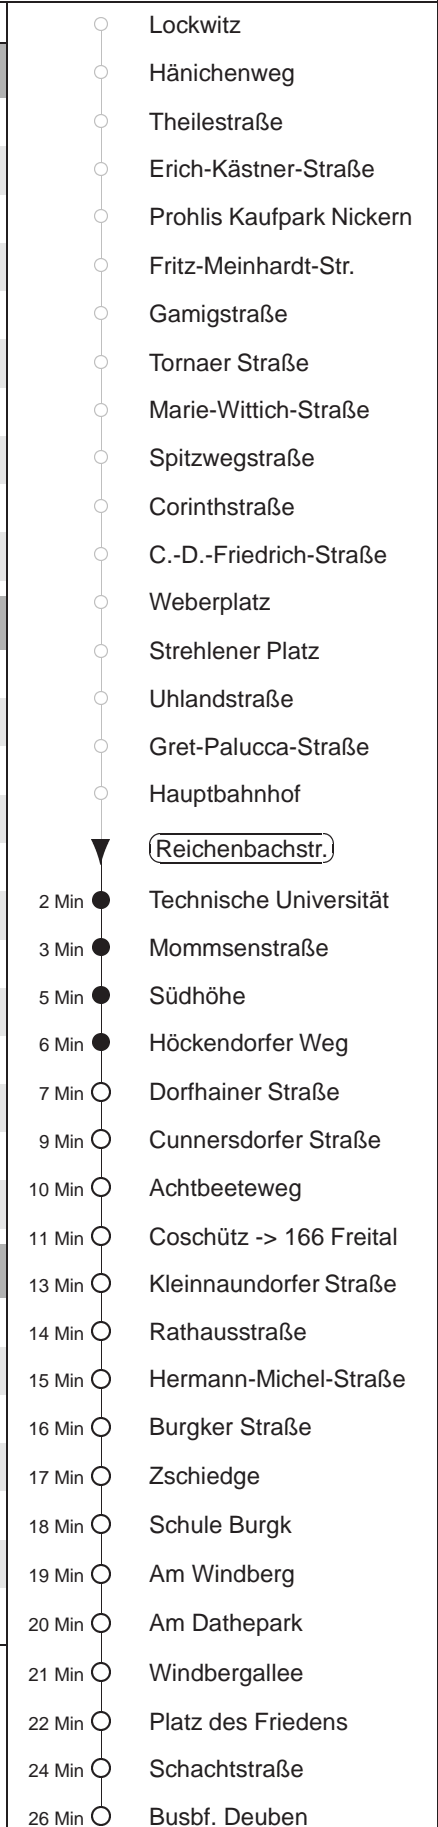 Lockwitz
Hänichenweg
Theilestraße
Erich-Kästner-Straße
Prohlis Kaufpark Nickern
Fritz-Meinhardt-Str.
Gamigstraße
Tornaer Straße
Marie-Wittich-Straße
Spitzwegstraße
Corinthstraße
C.-D.-Friedrich-Straße
Weberplatz
Strehlener Platz
Uhlandstraße
Gret-Palucca-Straße
Hauptbahnhof
Reichenbachstr.
2 Min Technische Universität
3 Min Mommsenstraße
5 Min Südhöhe
6 Min Höckendorfer Weg
7 Min Dorfhainer Straße
9 Min Cunnersdorfer Straße
10 Min Achtbeeteweg
11 Min Coschütz -> 166 Freital
13 Min Kleinnaundorfer Straße
14 Min Rathausstraße
15 Min Hermann-Michel-Straße
16 Min Burgker Straße
17 Min Zschiedge
18 Min Schule Burgk
19 Min Am Windberg
20 Min Am Dathepark
21 Min Windbergallee
22 Min Platz des Friedens
24 Min Schachtstraße
26 Min Busbf. Deuben